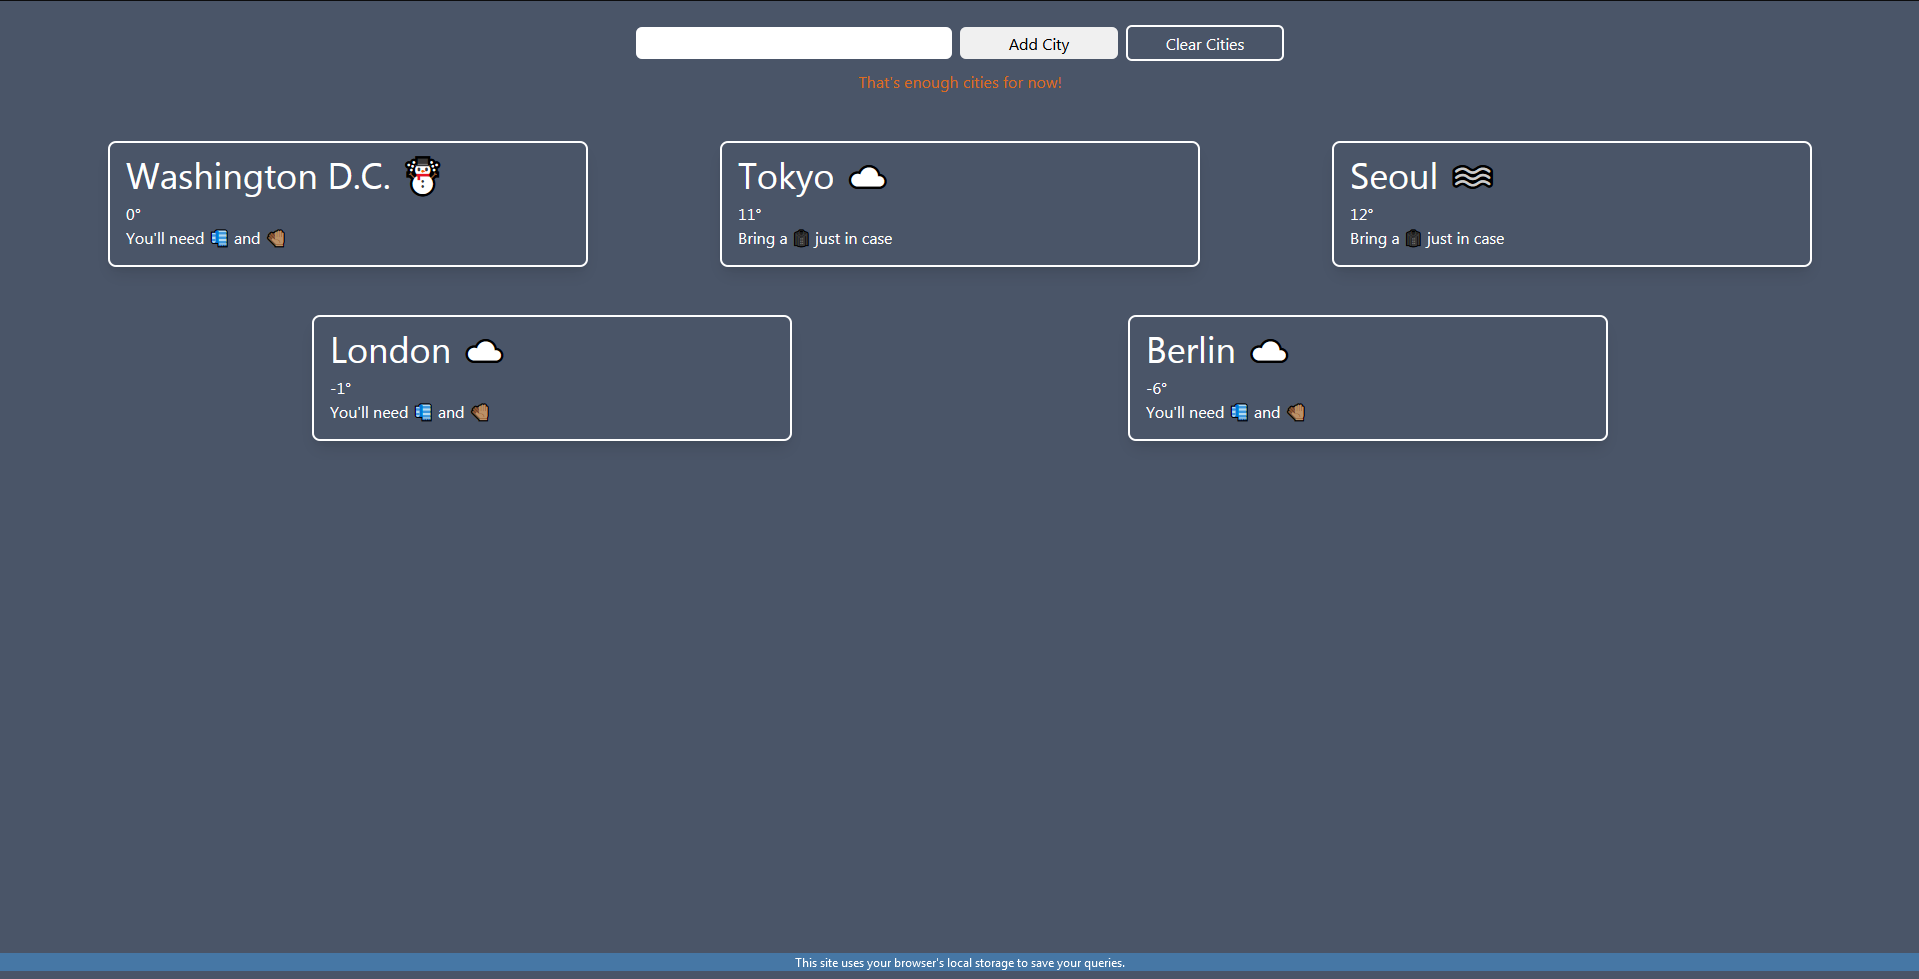 Add City
Clear Cities
That's enough cities for now!
Washington D.C.
0°
You'll need and
Tokyo
11°
Bring a just in case
Seoul
12°
Bring a just in case
London
-1°
You'll need and
Berlin
-6°
You'll need and
This site uses your browser's local storage to save your queries.